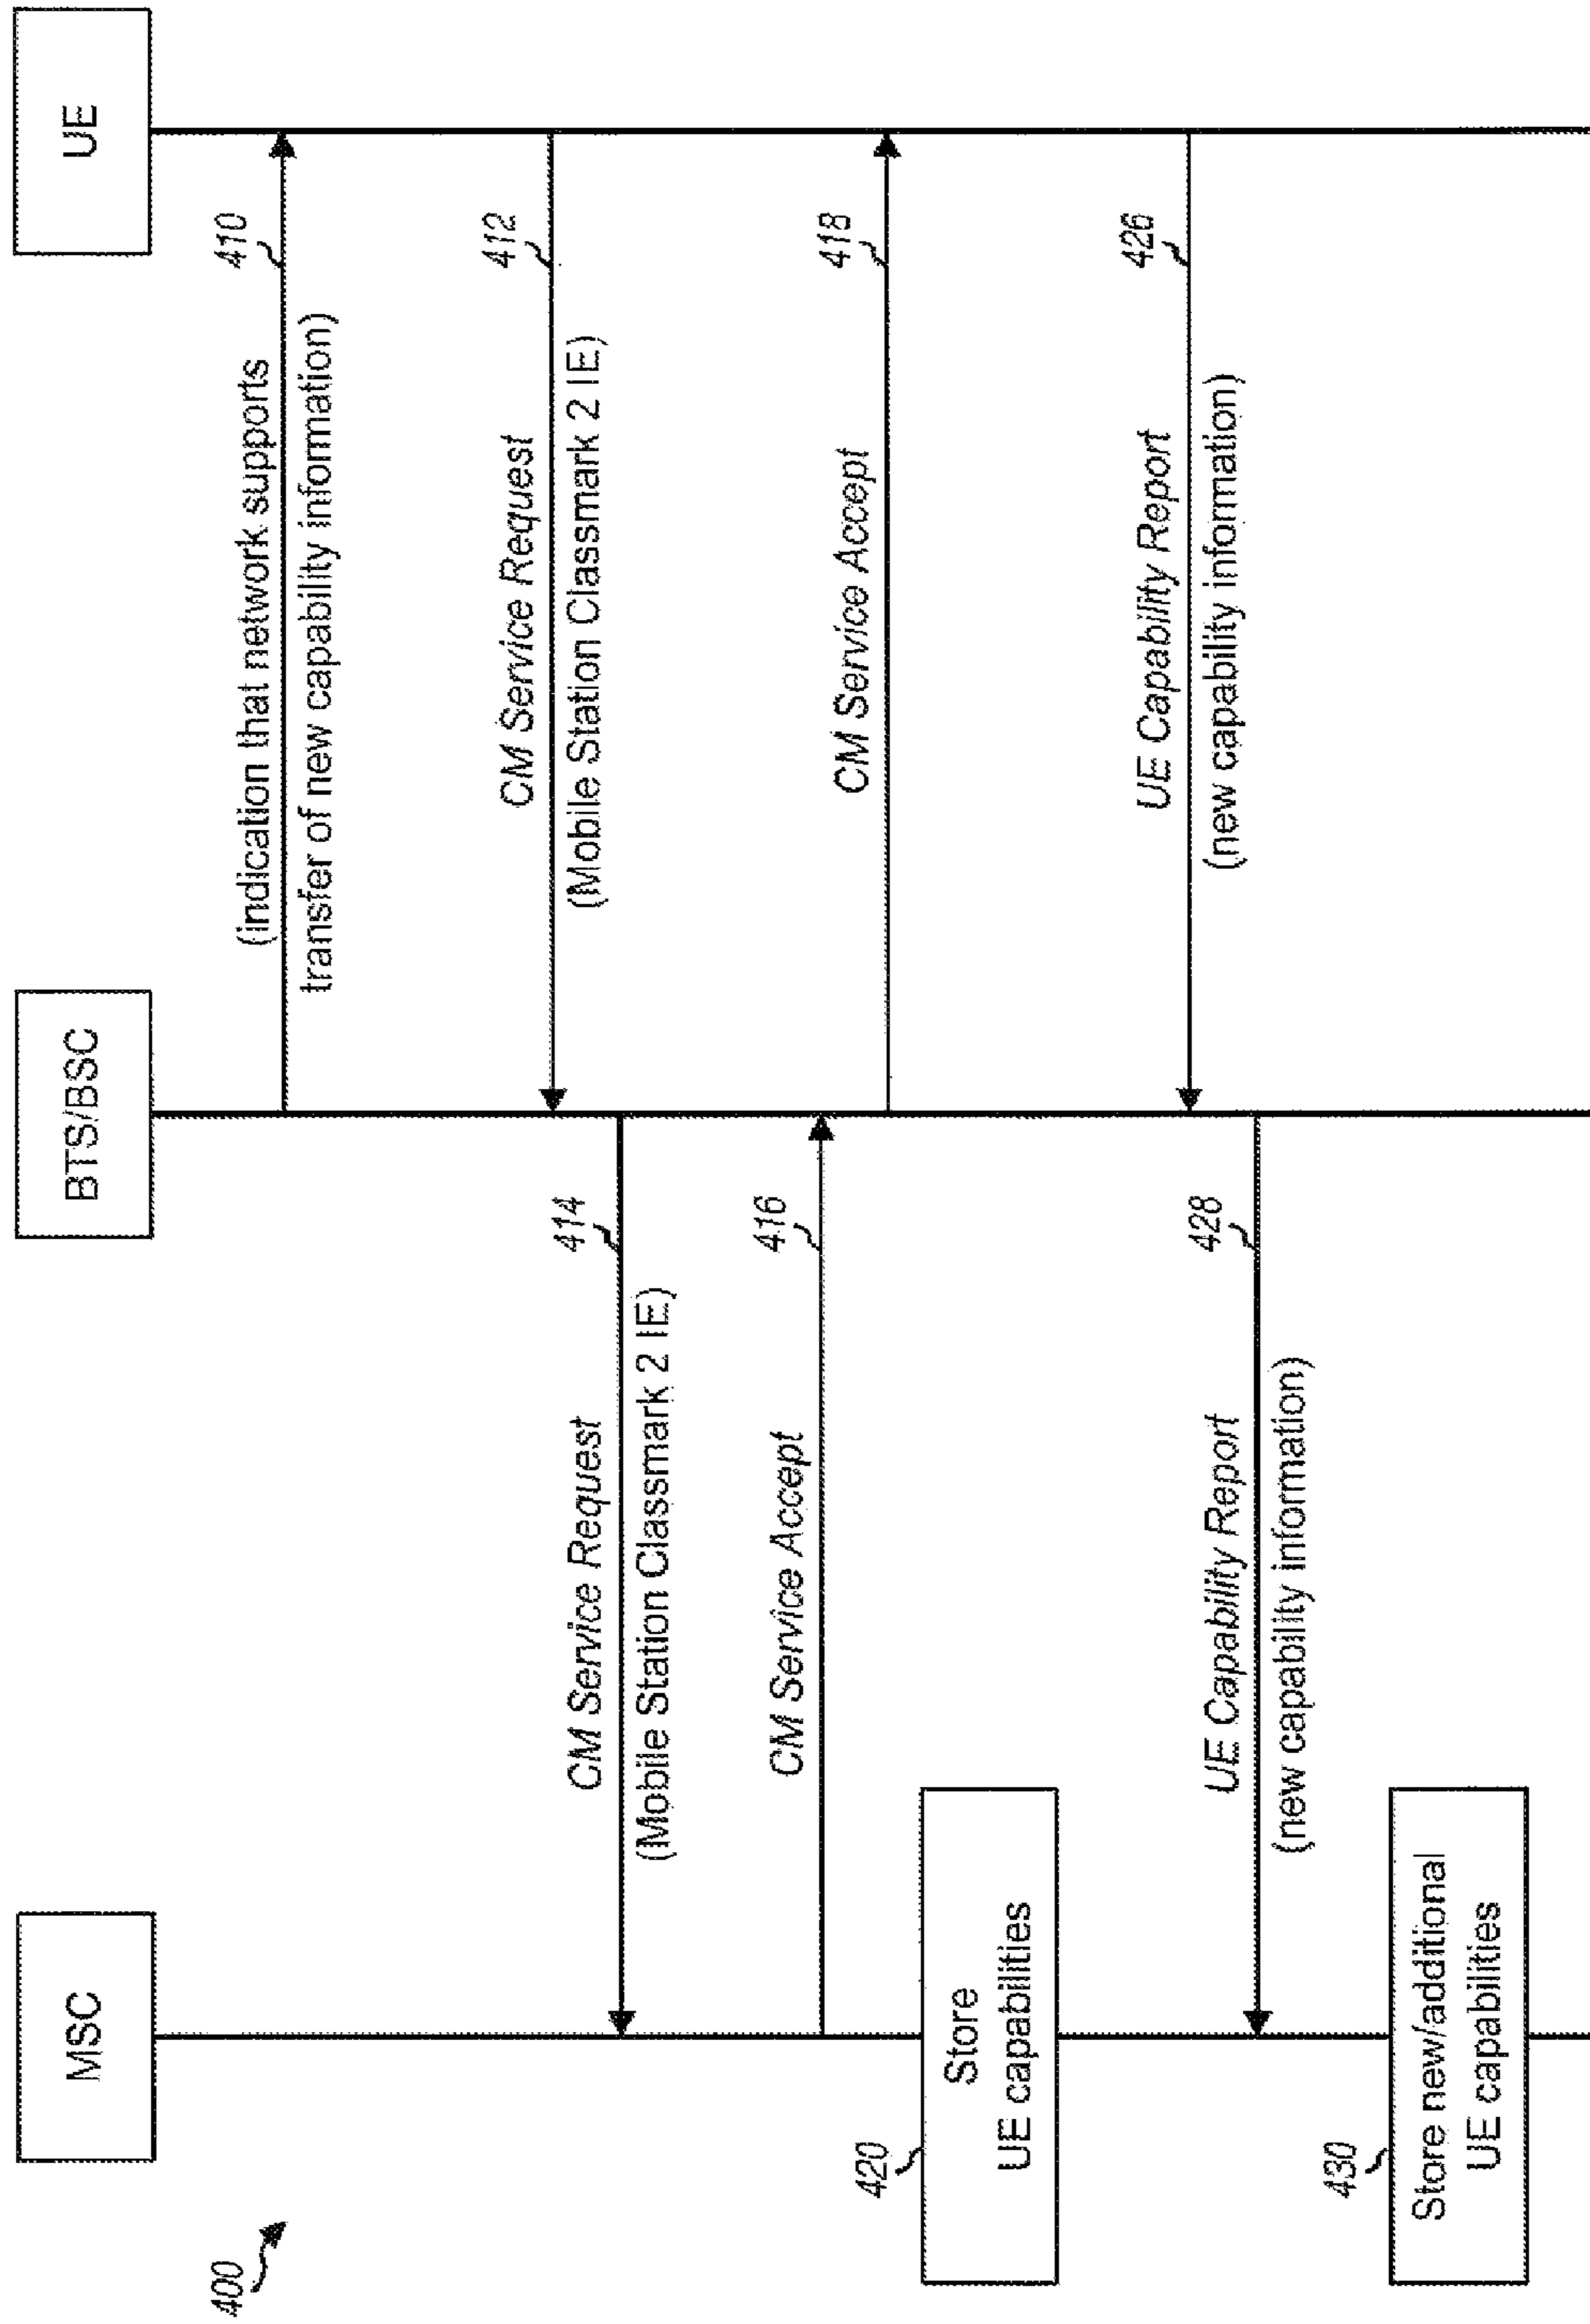 400
MSC
BTS/BSC
UE
410
(indication that network supports
transfer of new capability information)
412
CM Service Request
(Mobile Station Classmark 2 IE)
414
CM Service Request
(Mobile Station Classmark 2 IE)
416
CM Service Accept
418
CM Service Accept
420
Store
UE capabilities
426
UE Capability Report
(new capability information)
428
UE Capability Report
(new capability information)
430
Store new/additional
UE capabilities